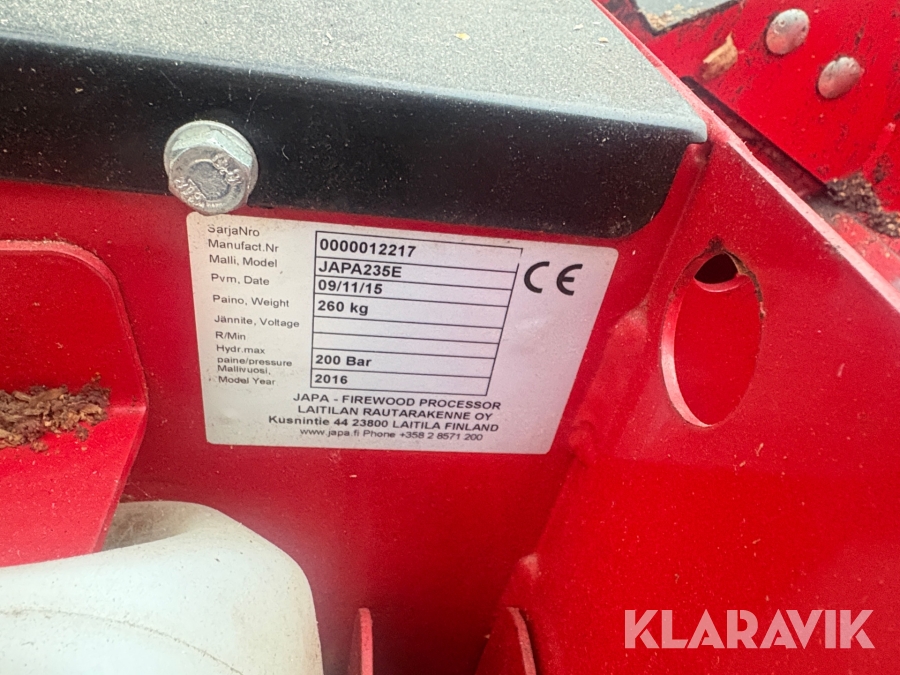 SarjaNro
Manufact.Nr 0000012217
Malli, Model JAPA235E
Pvm, Date 09/11/15
Paino, Weight 260 kg
Jännite, Voltage
R/Min
Hydr.max
paine/pressure 200 Bar
Mallivuosi,
Model Year 2016
CE
JAPA - FIREWOOD PROCESSOR
LAITILAN RAUTARAKENNE OY
Kusnintie 44 23800 LAITILA FINLAND
www.japa.fi Phone +358 2 8571 200
KLARAVIK